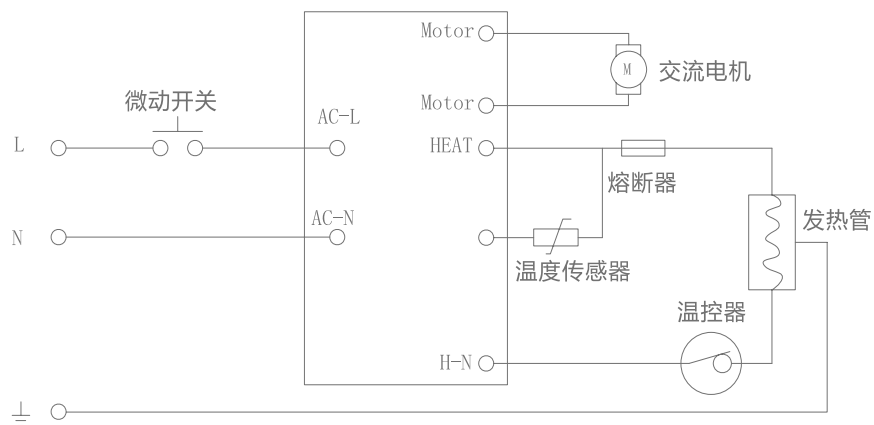 Motor
M
交流电机
微动开关
Motor
AC-L
L
HEAT
熔断器
AC-N
N
发热管
温度传感器
温控器
H-N